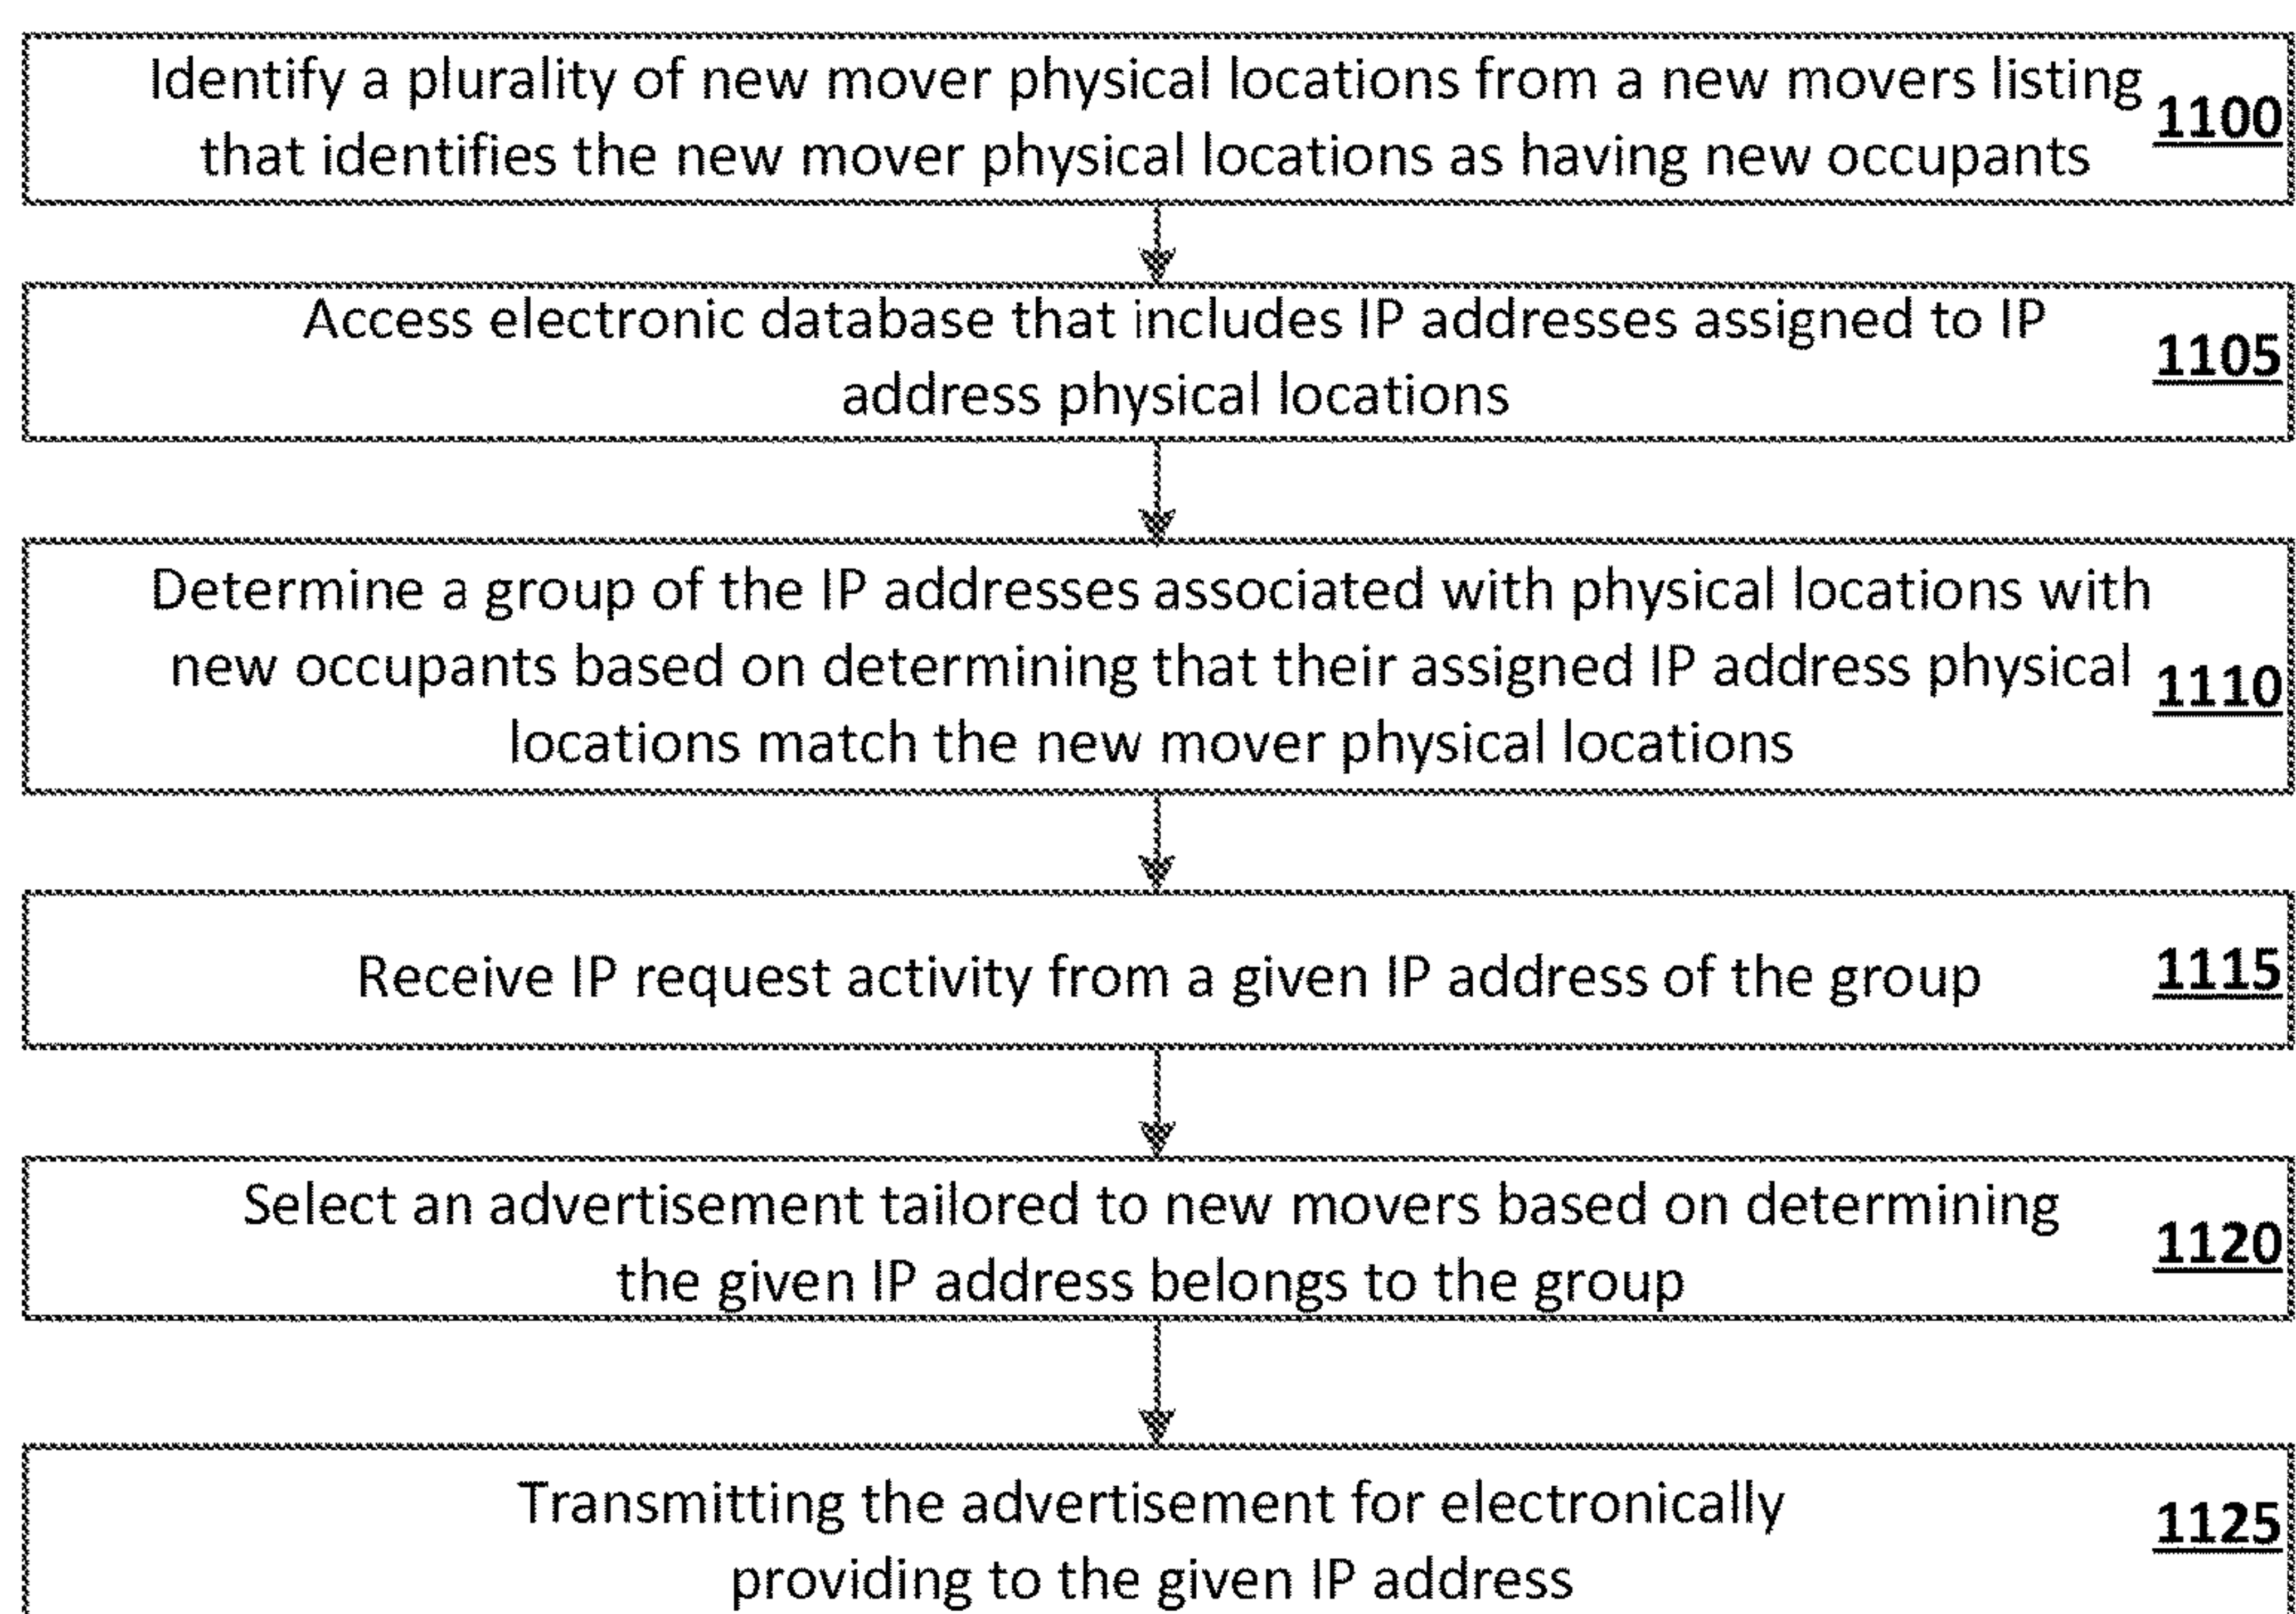 Identify a plurality of new mover physical locations from a new movers listing
that identifies the new mover physical locations as having new occupants
1100
Access electronic database that includes IP addresses assigned to IP
address physical locations
1105
Determine a group of the IP addresses associated with physical locations with
new occupants based on determining that their assigned IP address physical
locations match the new mover physical locations
1110
Receive IP request activity from a given IP address of the group
1115
Select an advertisement tailored to new movers based on determining
the given IP address belongs to the group
1120
Transmitting the advertisement for electronically
providing to the given IP address
1125